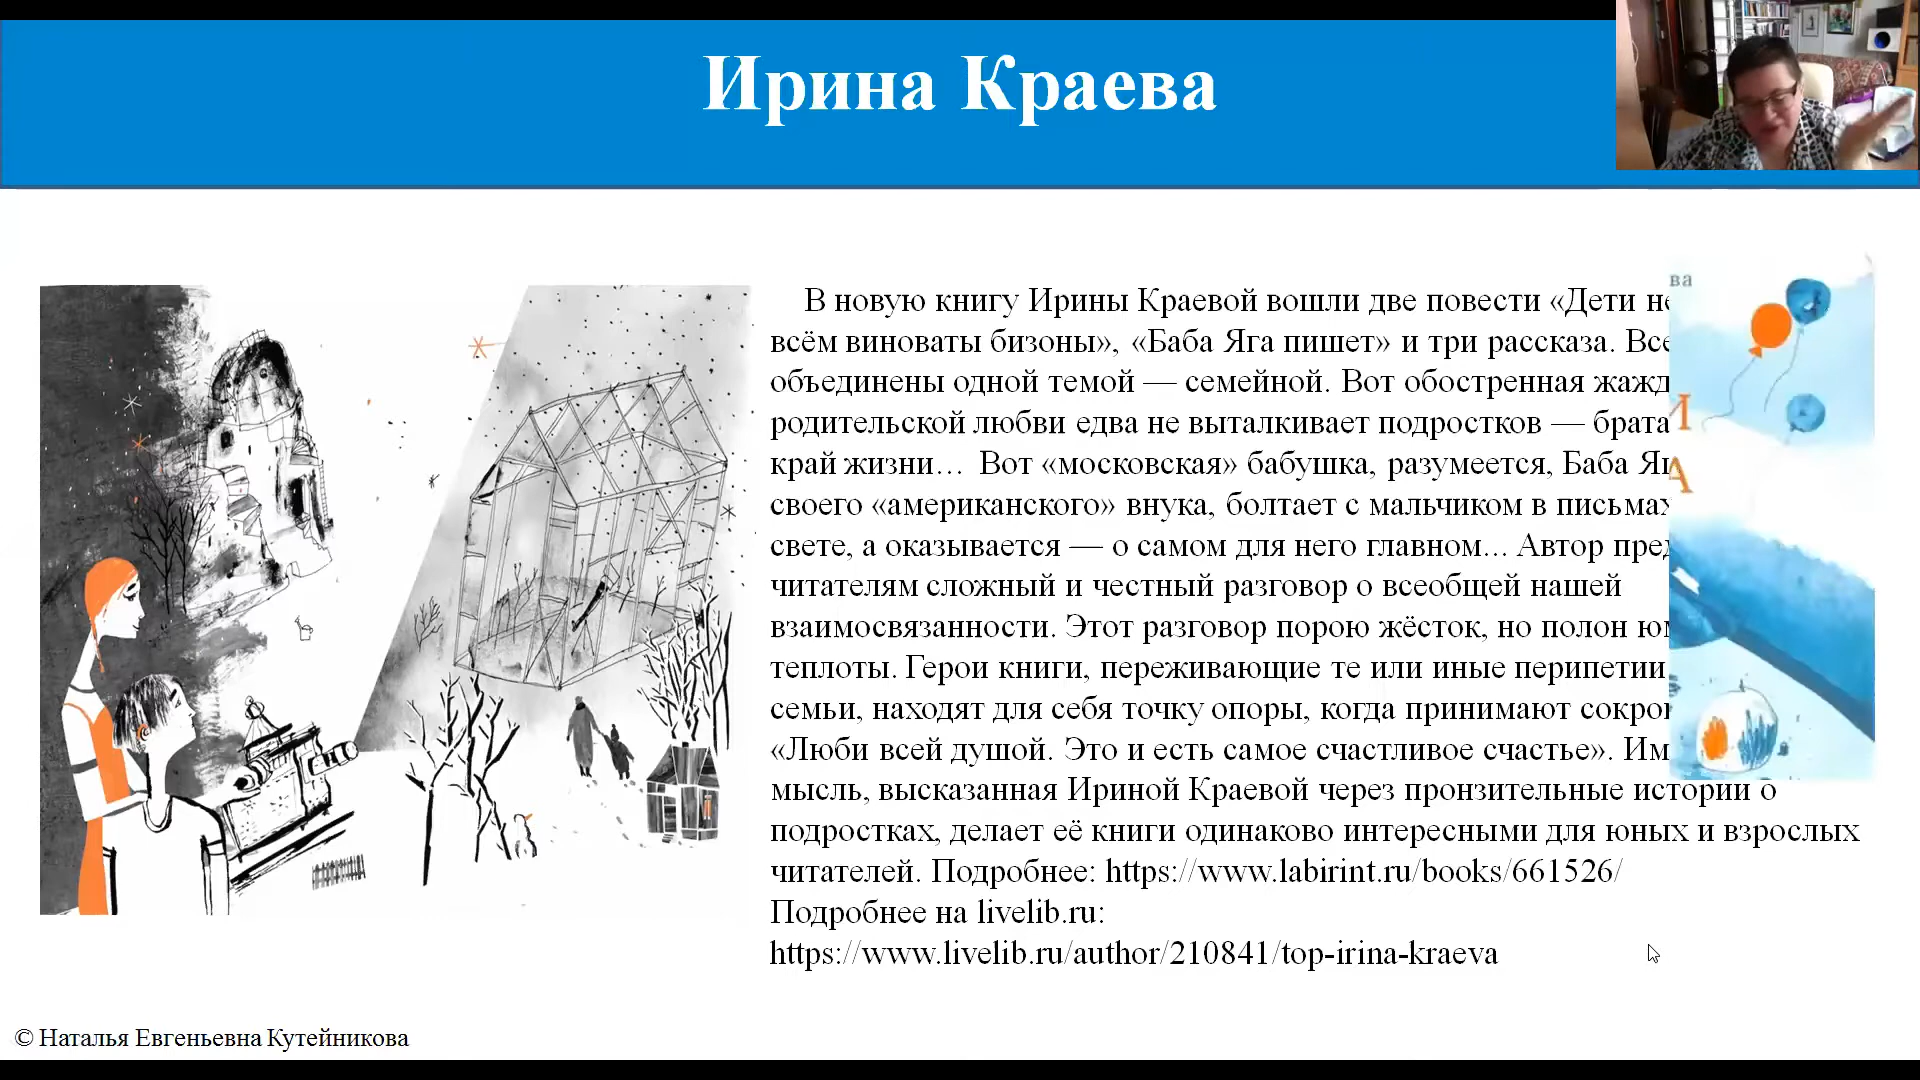 Ирина Краева
В новую книгу Ирины Краевой вошли две повести «Дети не
всём виноваты бизоны», «Баба Яга пишет» и три рассказа. Все
объединены одной темой — семейной. Вот обостренная
родительской любви едва не выталкивает подростков — брата
край жизни… Вот «московская» бабушка, разумеется, Баба
своего «американского» внука, болтает с мальчиком в письмах
свете, а оказывается — о самом для него главном... Автор
читателям сложный и честный разговор о всеобщей нашей
взаимосвязанности. Этот разговор порою жёсток, но полон
теплоты. Герои книги, переживающие те или иные перипетии
семьи, находят для себя точку опоры, когда принимают
«Люби всей душой. Это и есть самое счастливое счастье».
мысль, высказанная Ириной Краевой через пронзительные истории о
подростках, делает её книги одинаково интересными для юных и взрослых
читателей. Подробнее: https://www.labirint.ru/books/661526/
Подробнее на livelib.ru:
https://www.livelib.ru/author/210841/top-irina-kraeva
ва
И
А
© Наталья Евгеньевна Кутейникова